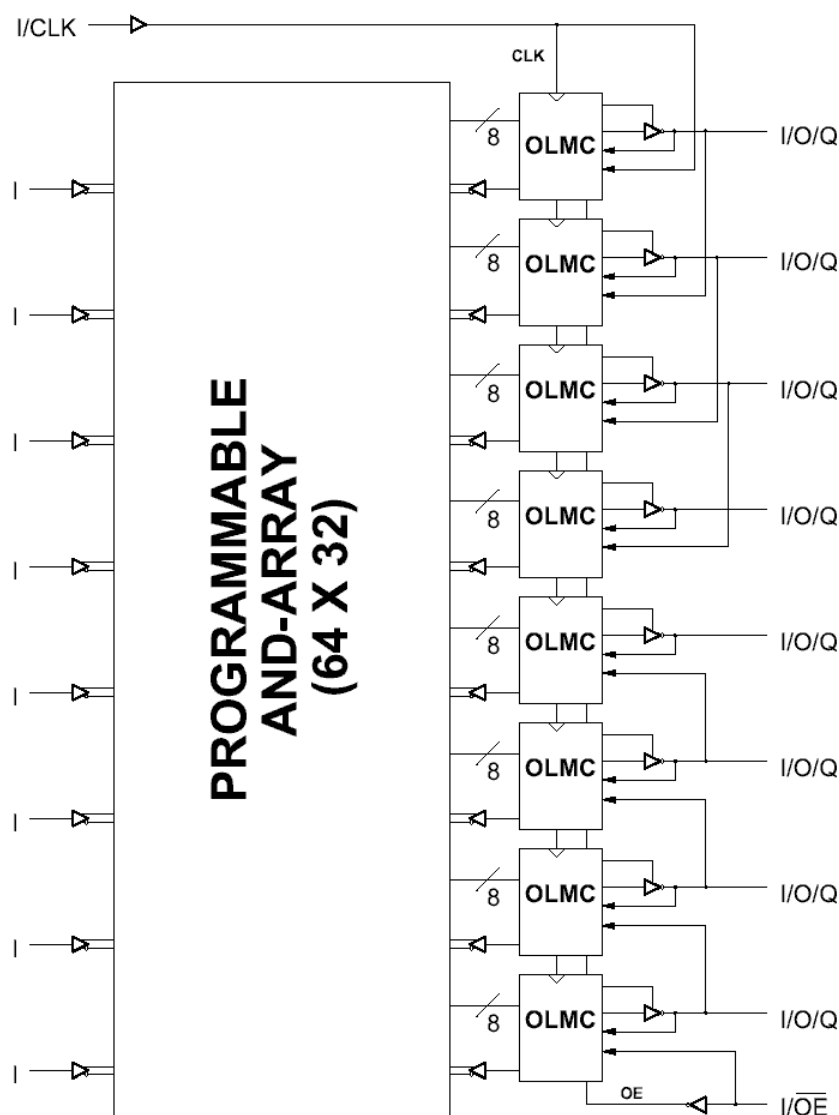 I/CLK
CLK
8
OLMC
I/O/Q
I
8
OLMC
I/O/Q
I
8
OLMC
I/O/Q
I
8
OLMC
I/O/Q
I
PROGRAMMABLE
AND-ARRAY
(64 X 32)
8
OLMC
I/O/Q
I
8
OLMC
I/O/Q
I
8
OLMC
I/O/Q
I
8
OLMC
I/O/Q
I
OE
I/O̅E̅